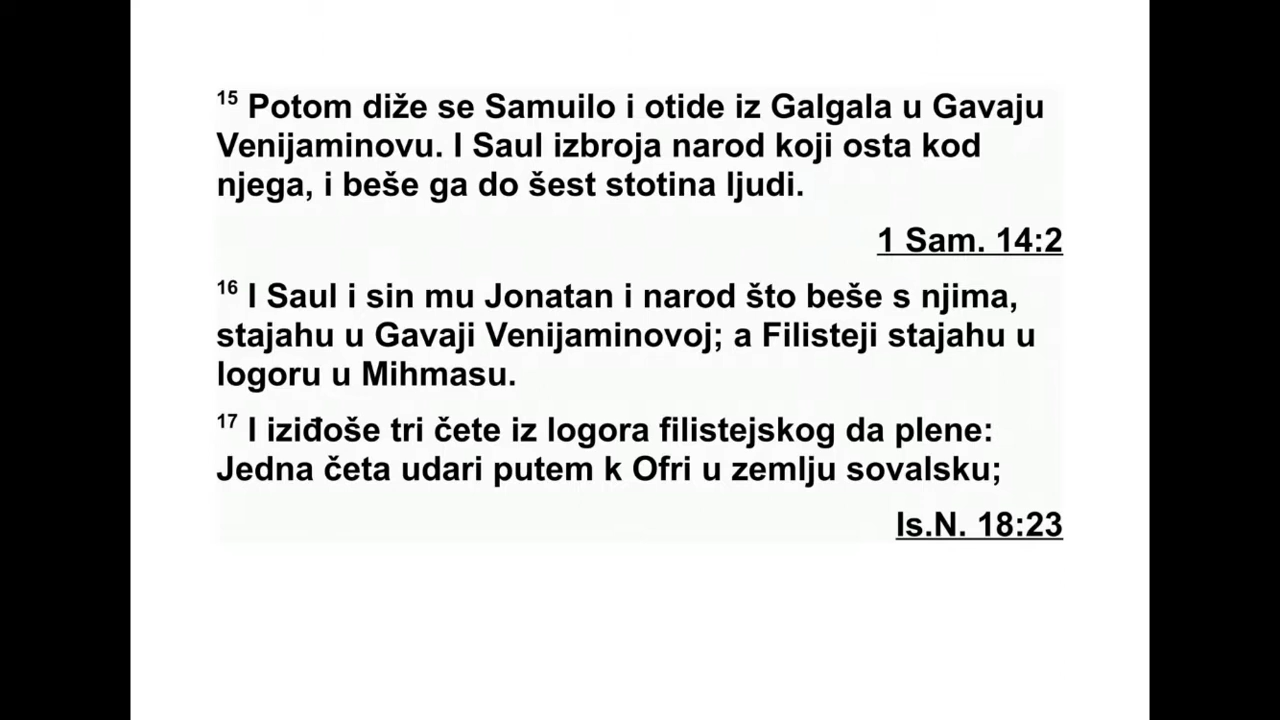 15 Potom diže se Samuilo i otide iz Galgala u Gavaju
Venijaminovu. I Saul izbroja narod koji osta kod
njega, i beše ga do šest stotina ljudi.
1 Sam. 14:2
16 I Saul i sin mu Jonatan i narod što beše s njima,
stajahu u Gavaji Venijaminovoj; a Filisteji stajahu u
logoru u Mihmasu.
17 I iziđoše tri čete iz logora filistejskog da plene:
Jedna četa udari putem k Ofri u zemlju sovalsku;
Is.N. 18:23